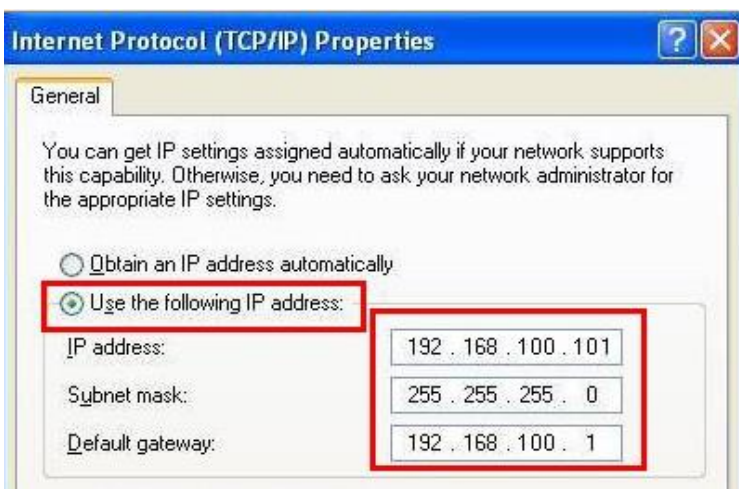 Internet Protocol (TCP/IP) Properties
General
You can get IP settings assigned automatically if your network supports
this capability. Otherwise, you need to ask your network administrator for
the appropriate IP settings.
Obtain an IP address automatically
Use the following IP address:
IP address: 192 . 168 . 100 . 101
Subnet mask: 255 . 255 . 255 . 0
Default gateway: 192 . 168 . 100 . 1